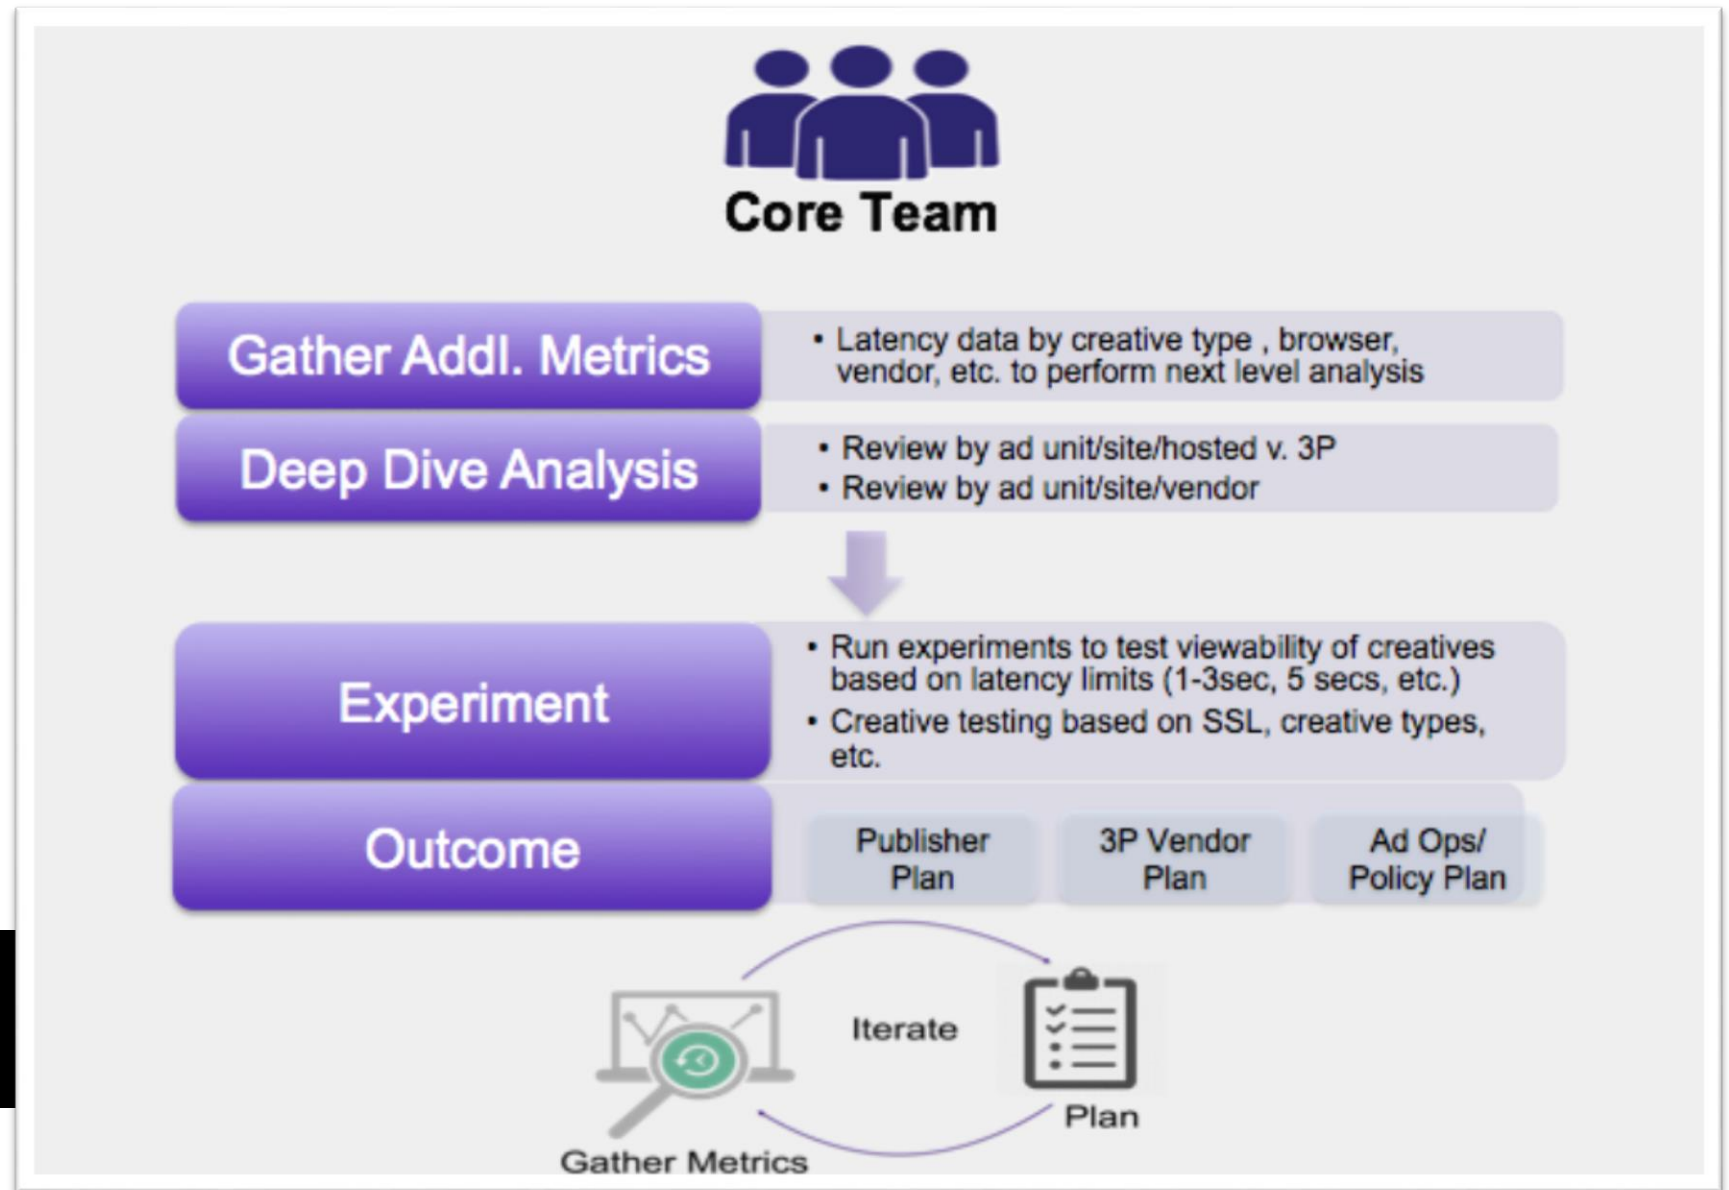 Core Team
Gather Addl. Metrics
• Latency data by creative type , browser,
vendor, etc. to perform next level analysis
Deep Dive Analysis
• Review by ad unit/site/hosted v. 3P
• Review by ad unit/site/vendor
Experiment
• Run experiments to test viewability of creatives
based on latency limits (1-3sec, 5 secs, etc.)
• Creative testing based on SSL, creative types,
etc.
Outcome
Publisher
Plan
3P Vendor
Plan
Ad Ops/
Policy Plan
Iterate
Plan
Gather Metrics